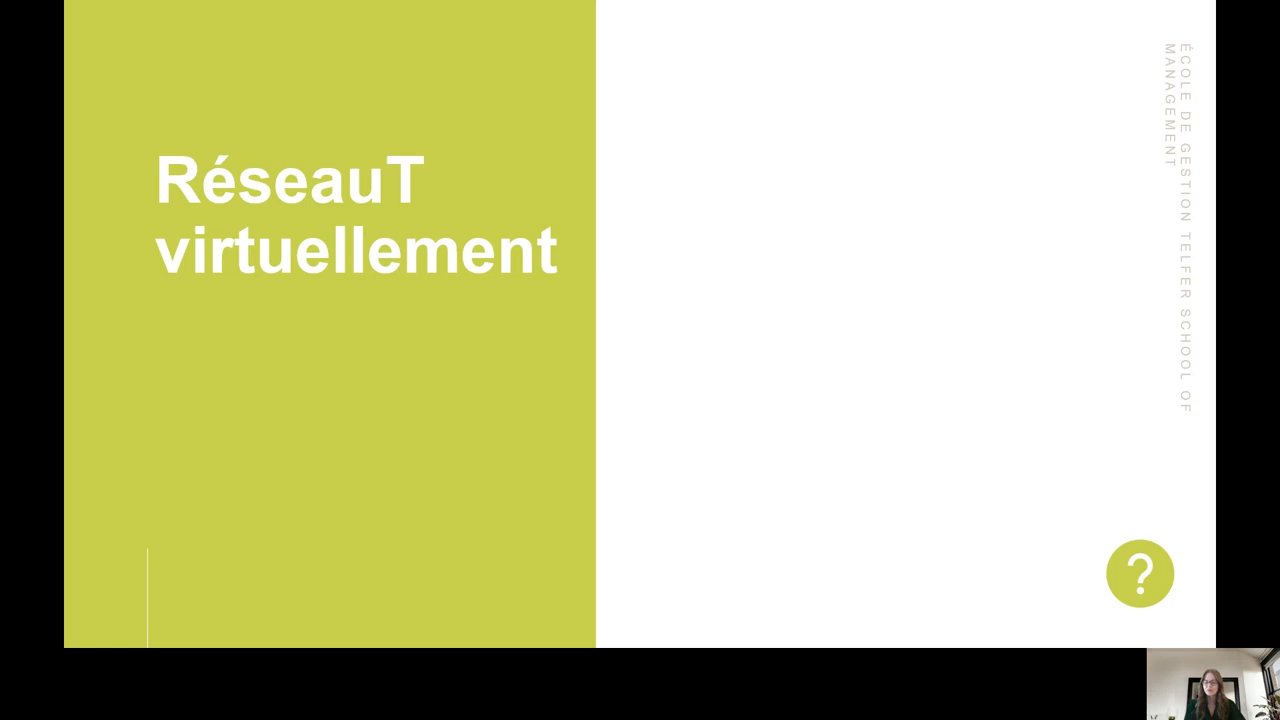 RéseauT
virtuellement
ÉCOLE DE GESTION TELFER SCHOOL OF
MANAGEMENT
?